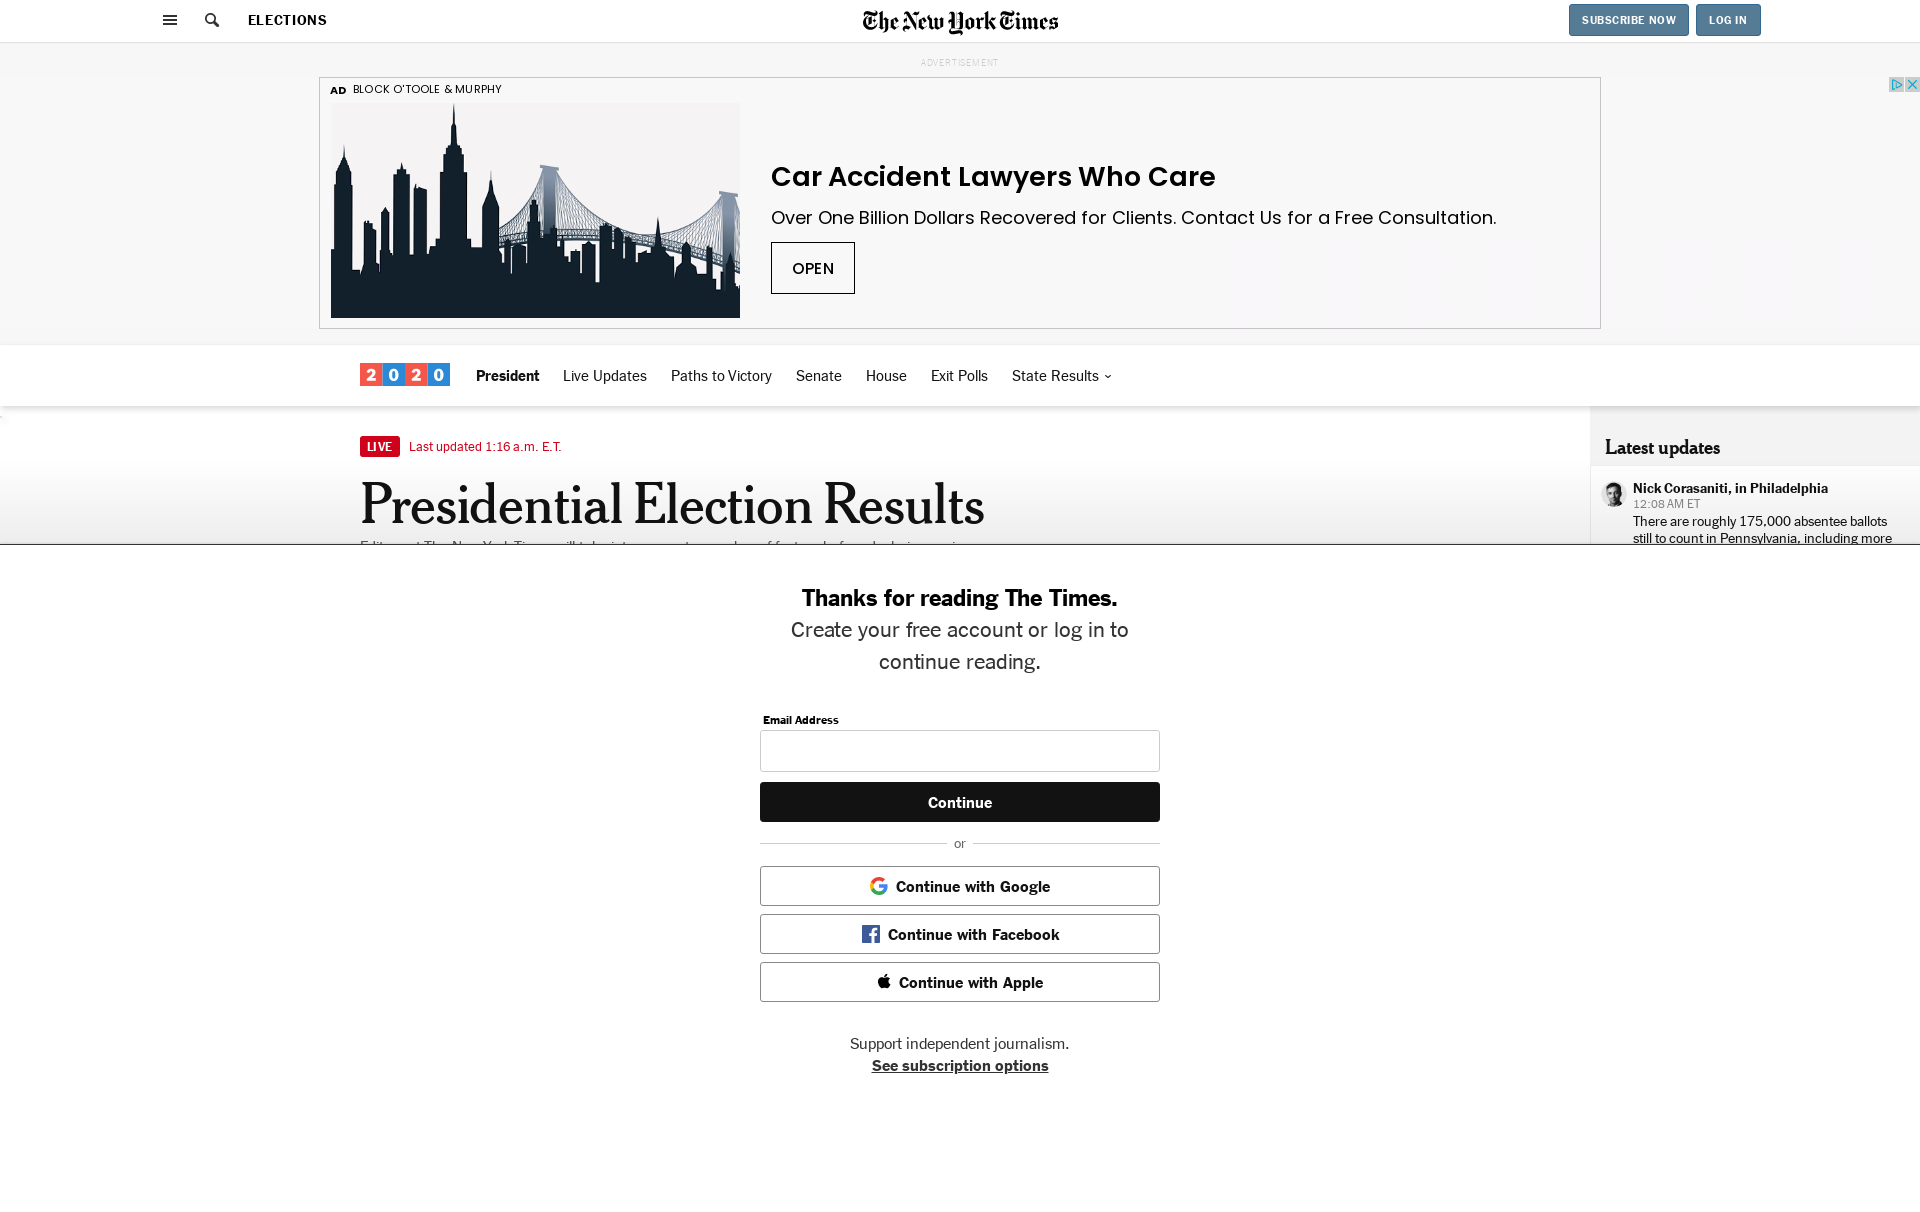 ELECTIONS
The New York Times
SUBSCRIBE NOW
LOG IN
ADVERTISEMENT
AD BLOCK O'TOOLE & MURPHY
Car Accident Lawyers Who Care
Over One Billion Dollars Recovered for Clients. Contact Us for a Free Consultation.
OPEN
2020
President
Live Updates
Paths to Victory
Senate
House
Exit Polls
State Results
LIVE Last updated 1:16 a.m. E.T.
Presidential Election Results
Latest updates
Nick Corasaniti, in Philadelphia
12:08 AM ET
There are roughly 175,000 absentee ballots
still to count in Pennsylvania, including more
Thanks for reading The Times.
Create your free account or log in to
continue reading.
Email Address
Continue
or
Continue with Google
Continue with Facebook
Continue with Apple
Support independent journalism.
See subscription options